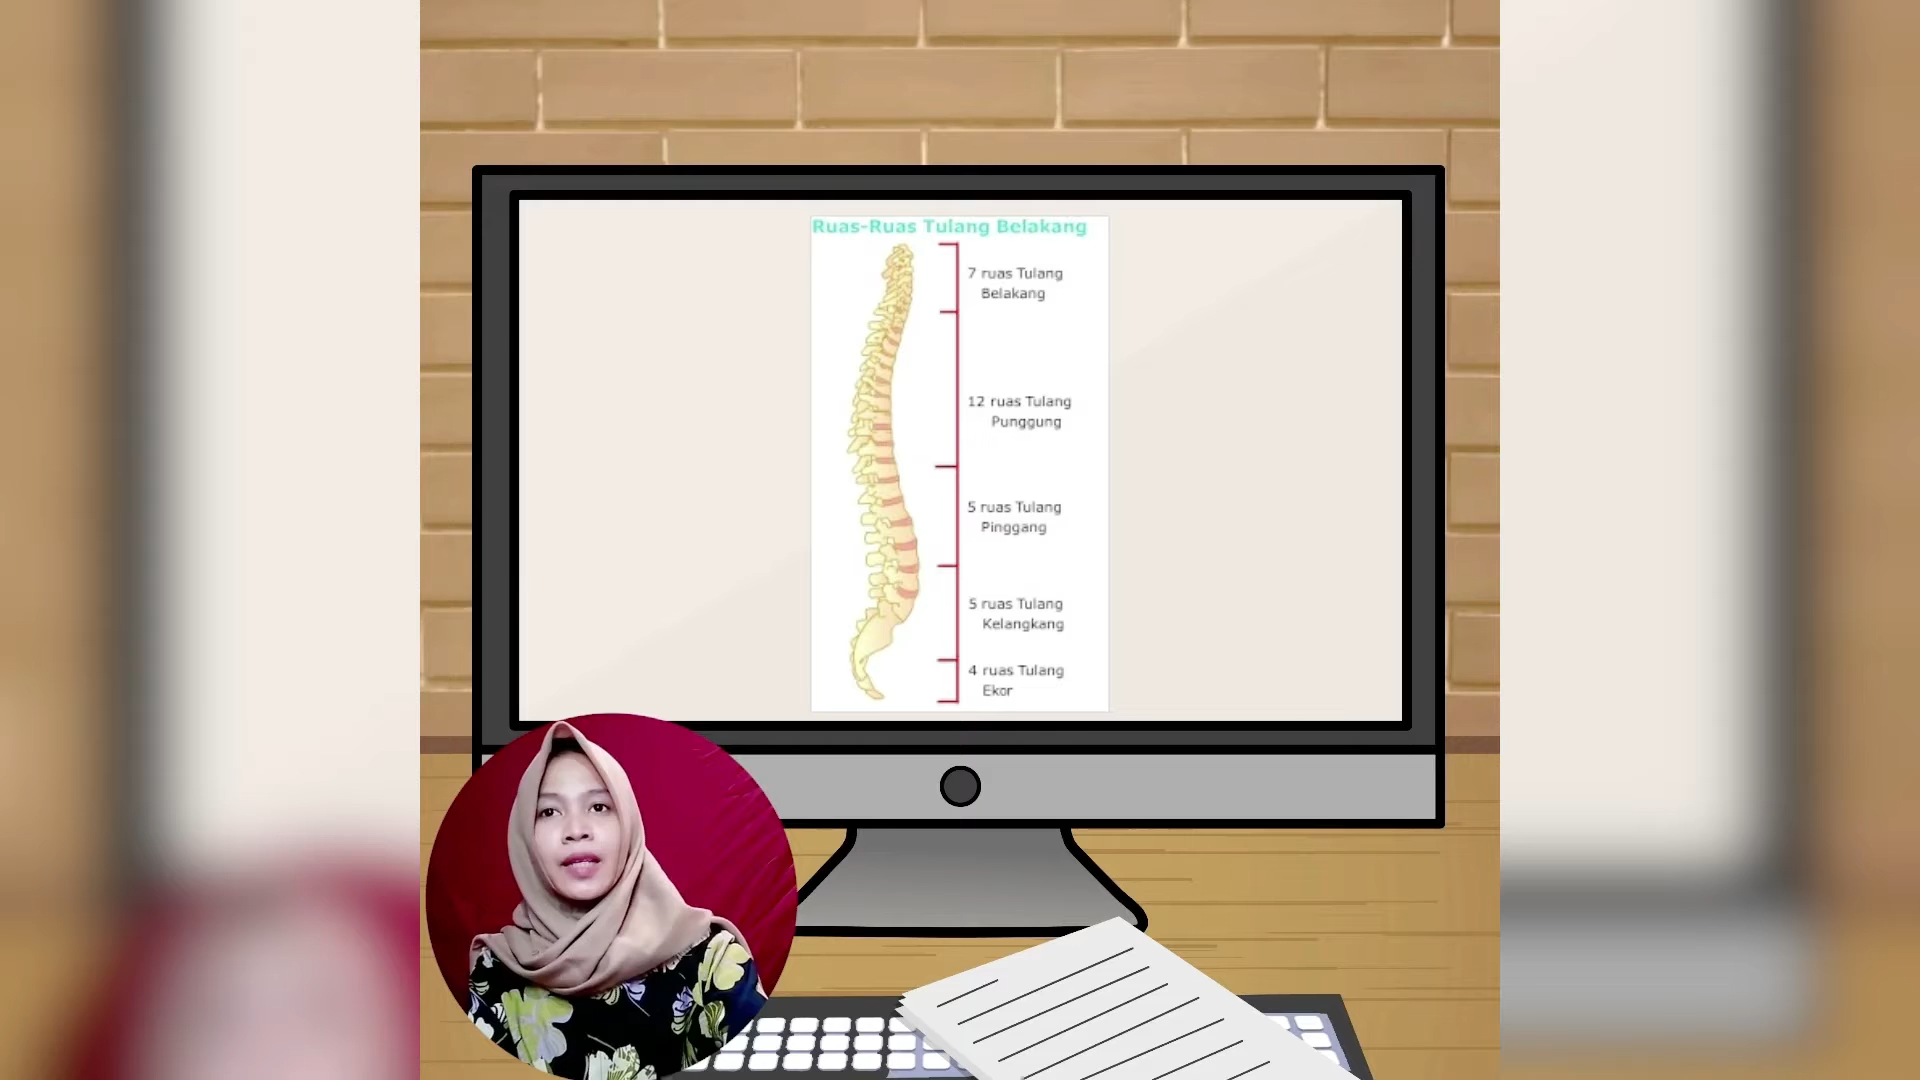 Ruas-Ruas Tulang Belakang
7 ruas Tulang
Belakang
12 ruas Tulang
Punggung
5 ruas Tulang
Pinggang
5 ruas Tulang
Kelangkang
4 ruas Tulang
Ekor